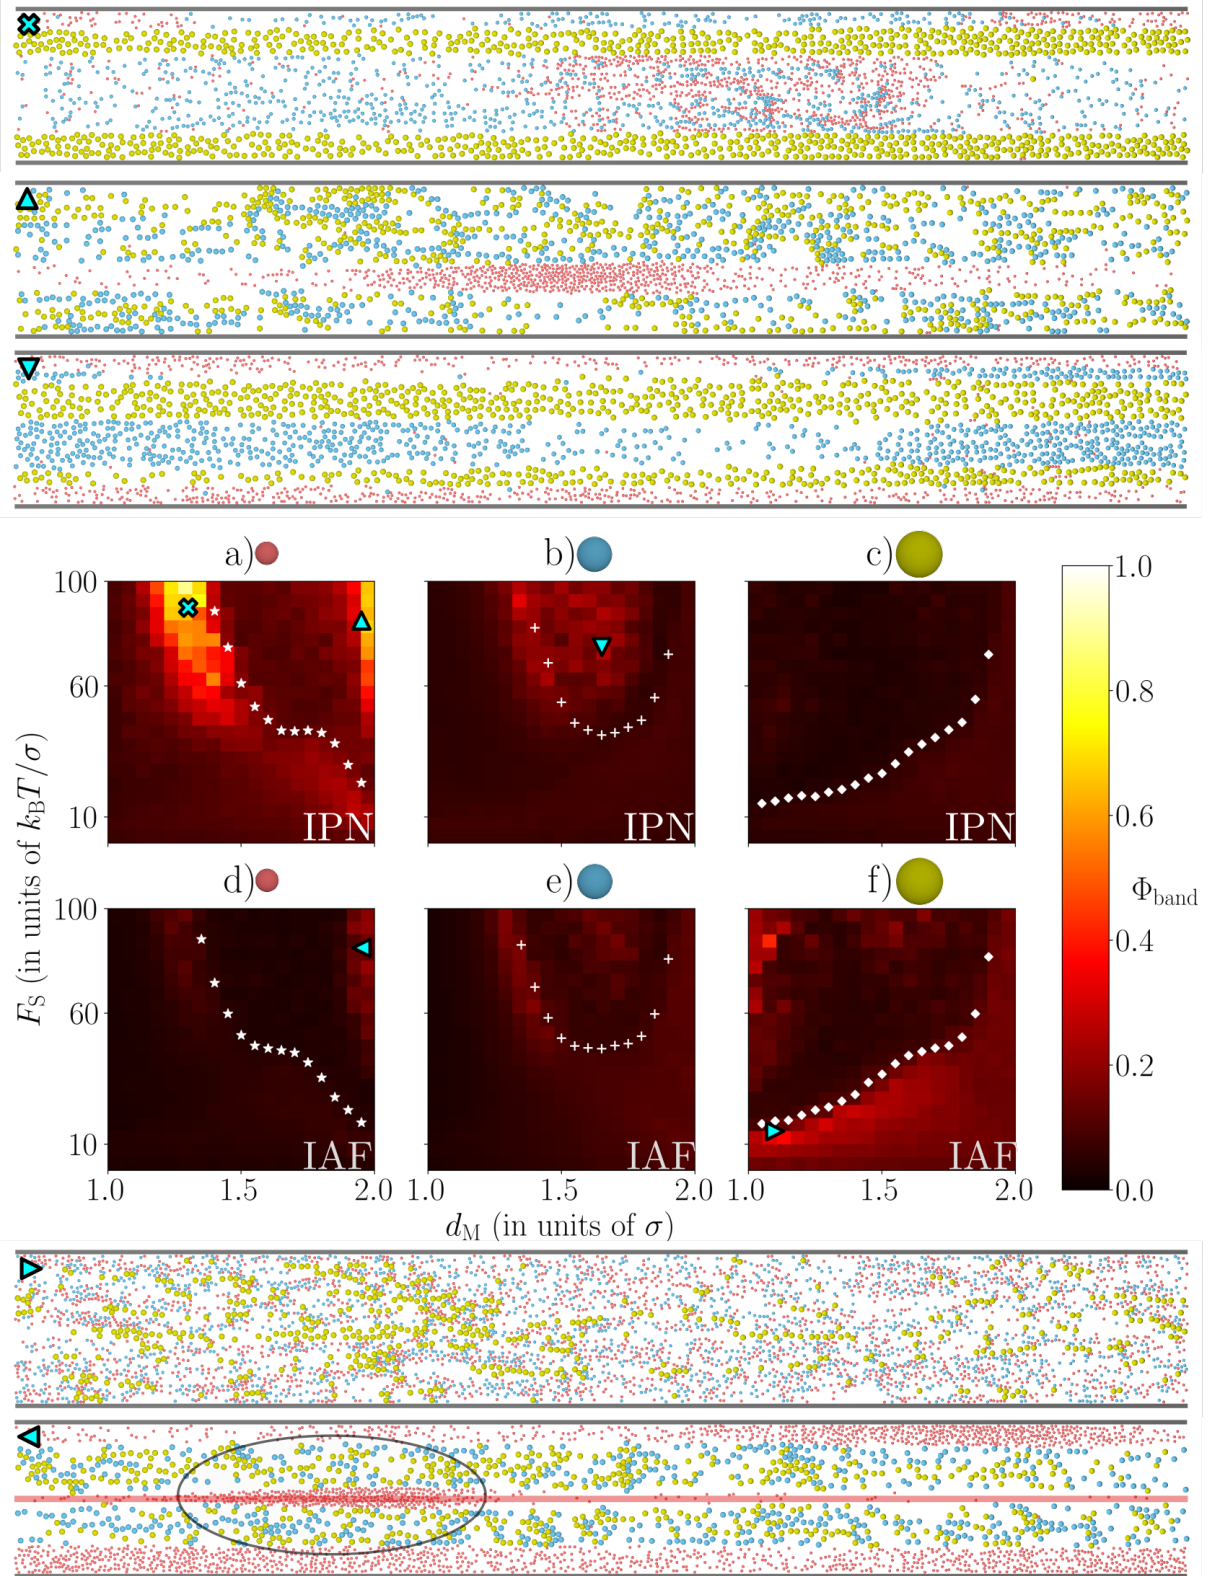 a) b) c)
100
60
10
IPN IPN IPN
1.0
0.8
0.6
0.4
0.2
0.0
Φband
F_S (in units of k_BT/σ)
d) e) f)
100
60
10
IAF IAF IAF
1.0 1.5 2.0 1.0 1.5 2.0 1.0 1.5 2.0
d_M (in units of σ)